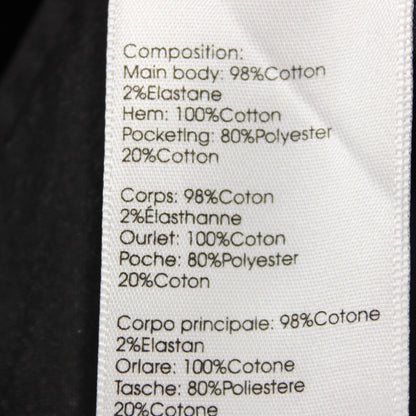 Composition:
Main body: 98%Cotton
2%Elastane
Hem: 100%Cotton
Pocketing: 80%Polyester
20%Cotton
Corps: 98%Coton
2%Élasthanne
Ourlet: 100%Coton
Poche: 80%Polyester
20%Coton
Corpo principale: 98%Cotone
2%Elastan
Orlare: 100%Cotone
Tasche: 80%Poliestere
20%Cotone